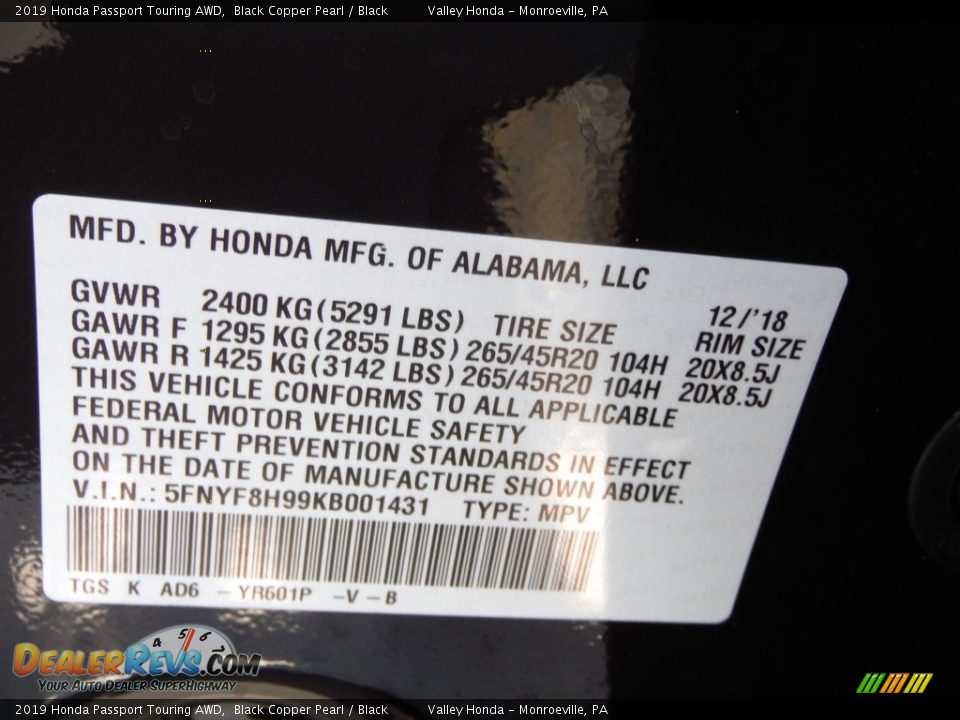 2019 Honda Passport Touring AWD, Black Copper Pearl / Black Valley Honda - Monroeville, PA
MFD. BY HONDA MFG. OF ALABAMA, LLC
12/'18
GVWR 2400 KG(5291 LBS) TIRE SIZE RIM SIZE
GAWR F 1295 KG(2855 LBS) 265/45R20 104H 20X8.5J
GAWR R 1425 KG(3142 LBS) 265/45R20 104H 20X8.5J
THIS VEHICLE CONFORMS TO ALL APPLICABLE
FEDERAL MOTOR VEHICLE SAFETY
AND THEFT PREVENTION STANDARDS IN EFFECT
ON THE DATE OF MANUFACTURE SHOWN ABOVE.
V.I.N.: 5FNYF8H99KB001431 TYPE: MPV
TGS K AD6 - YR601P -V-B
4 5 6
DEALERREVS.COM
YOUR AUTO DEALER SUPERHIGHWAY
2019 Honda Passport Touring AWD, Black Copper Pearl / Black Valley Honda - Monroeville, PA